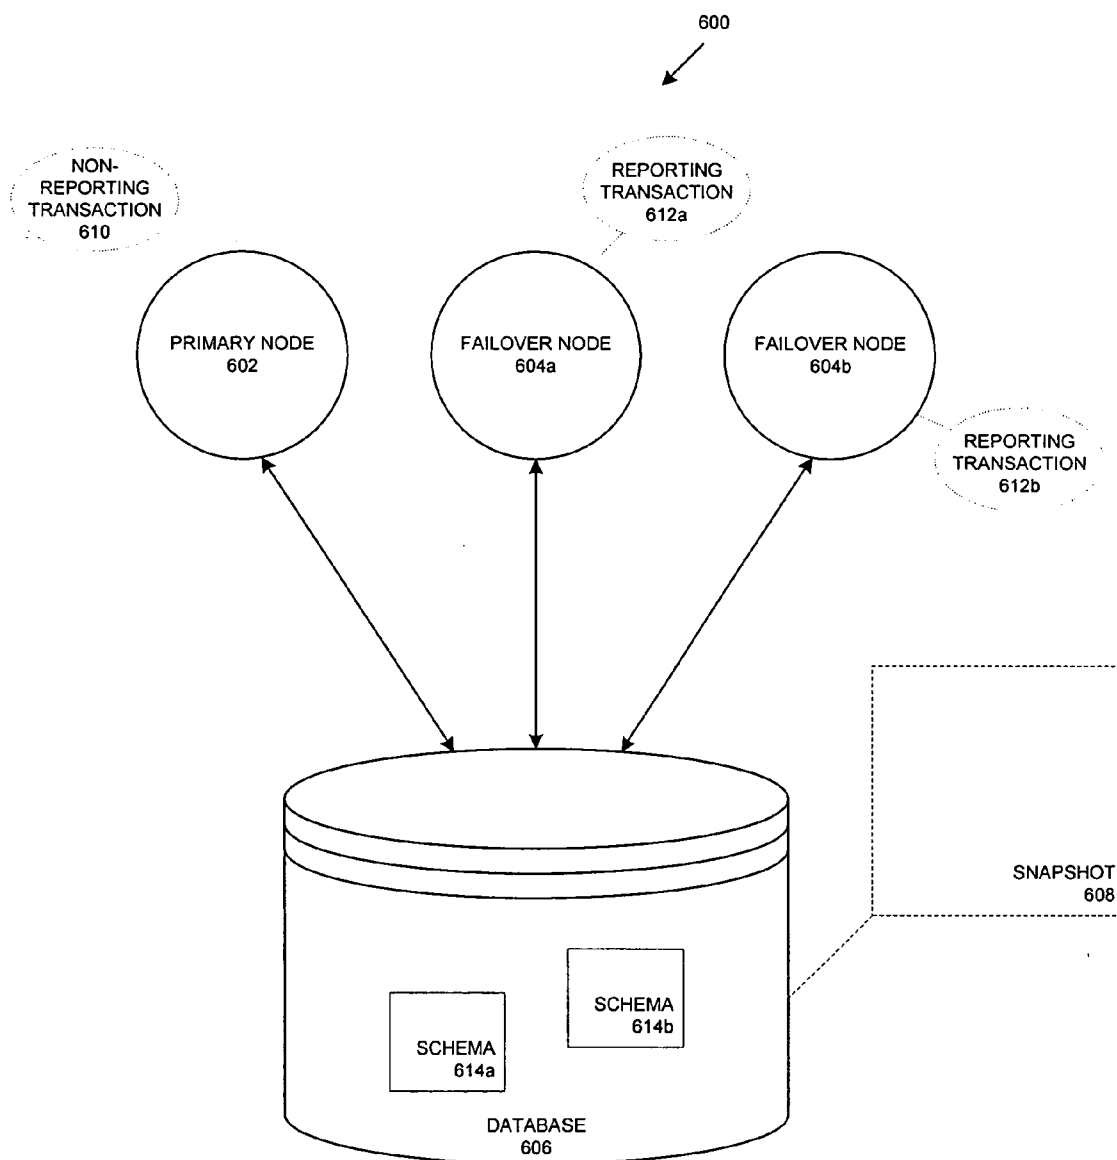 600
NON-
REPORTING
TRANSACTION
610
REPORTING
TRANSACTION
612a
PRIMARY NODE
602
FAILOVER NODE
604a
FAILOVER NODE
604b
REPORTING
TRANSACTION
612b
SNAPSHOT
608
SCHEMA
614b
SCHEMA
614a
DATABASE
606